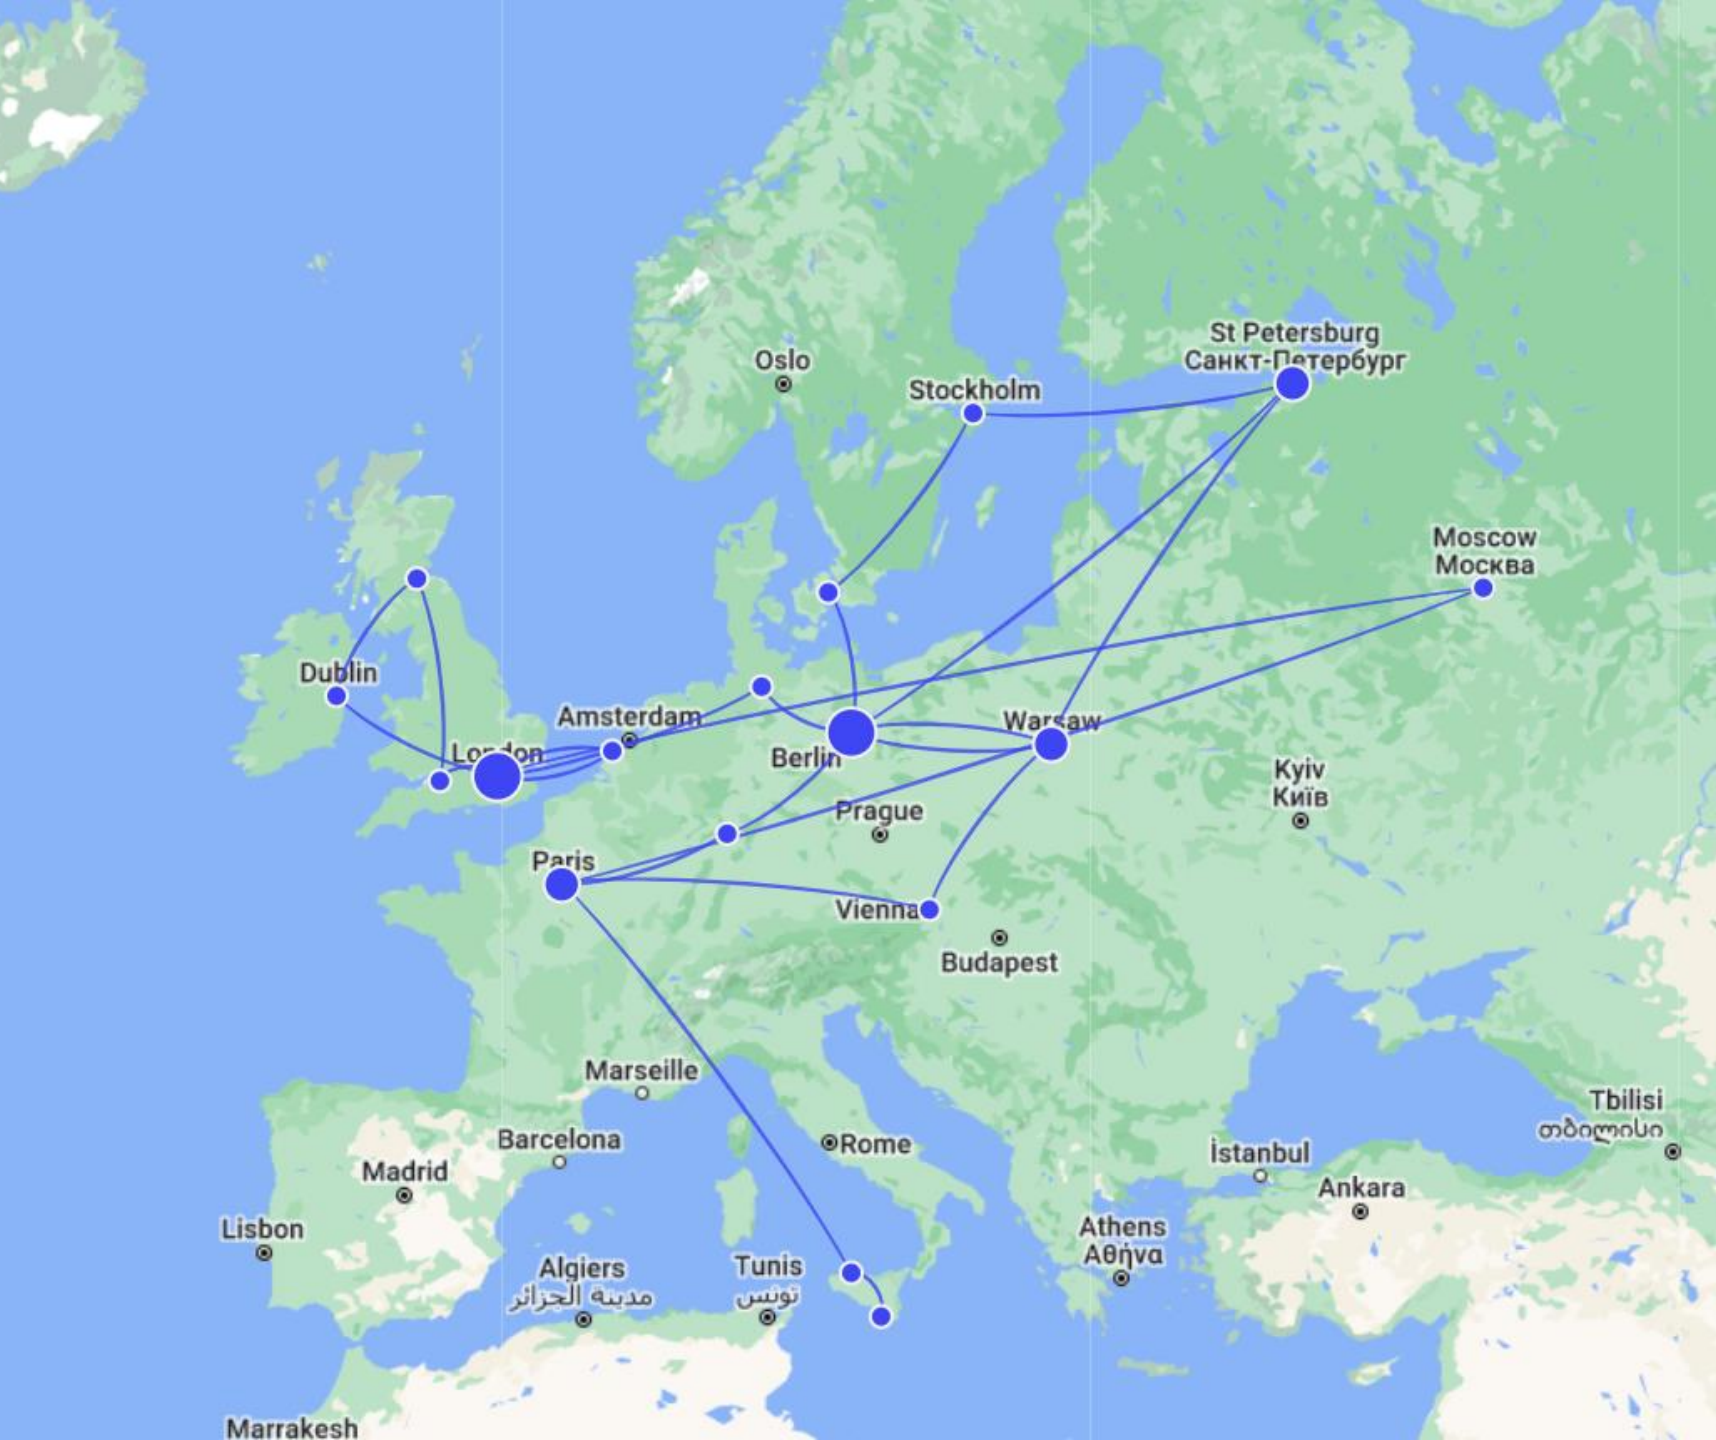 Oslo
St Petersburg
Санкт-Петербург
Stockholm
Moscow
Москва
Dublin
Amsterdam
London
Warsaw
Berlin
Kyiv
Київ
Prague
Paris
Vienna
Budapest
Marseille
Tbilisi
თბილისი
Barcelona
Rome
İstanbul
Madrid
Ankara
Lisbon
Athens
Αθήνα
Algiers
مدينة الجزائر
Tunis
تونس
Marrakesh